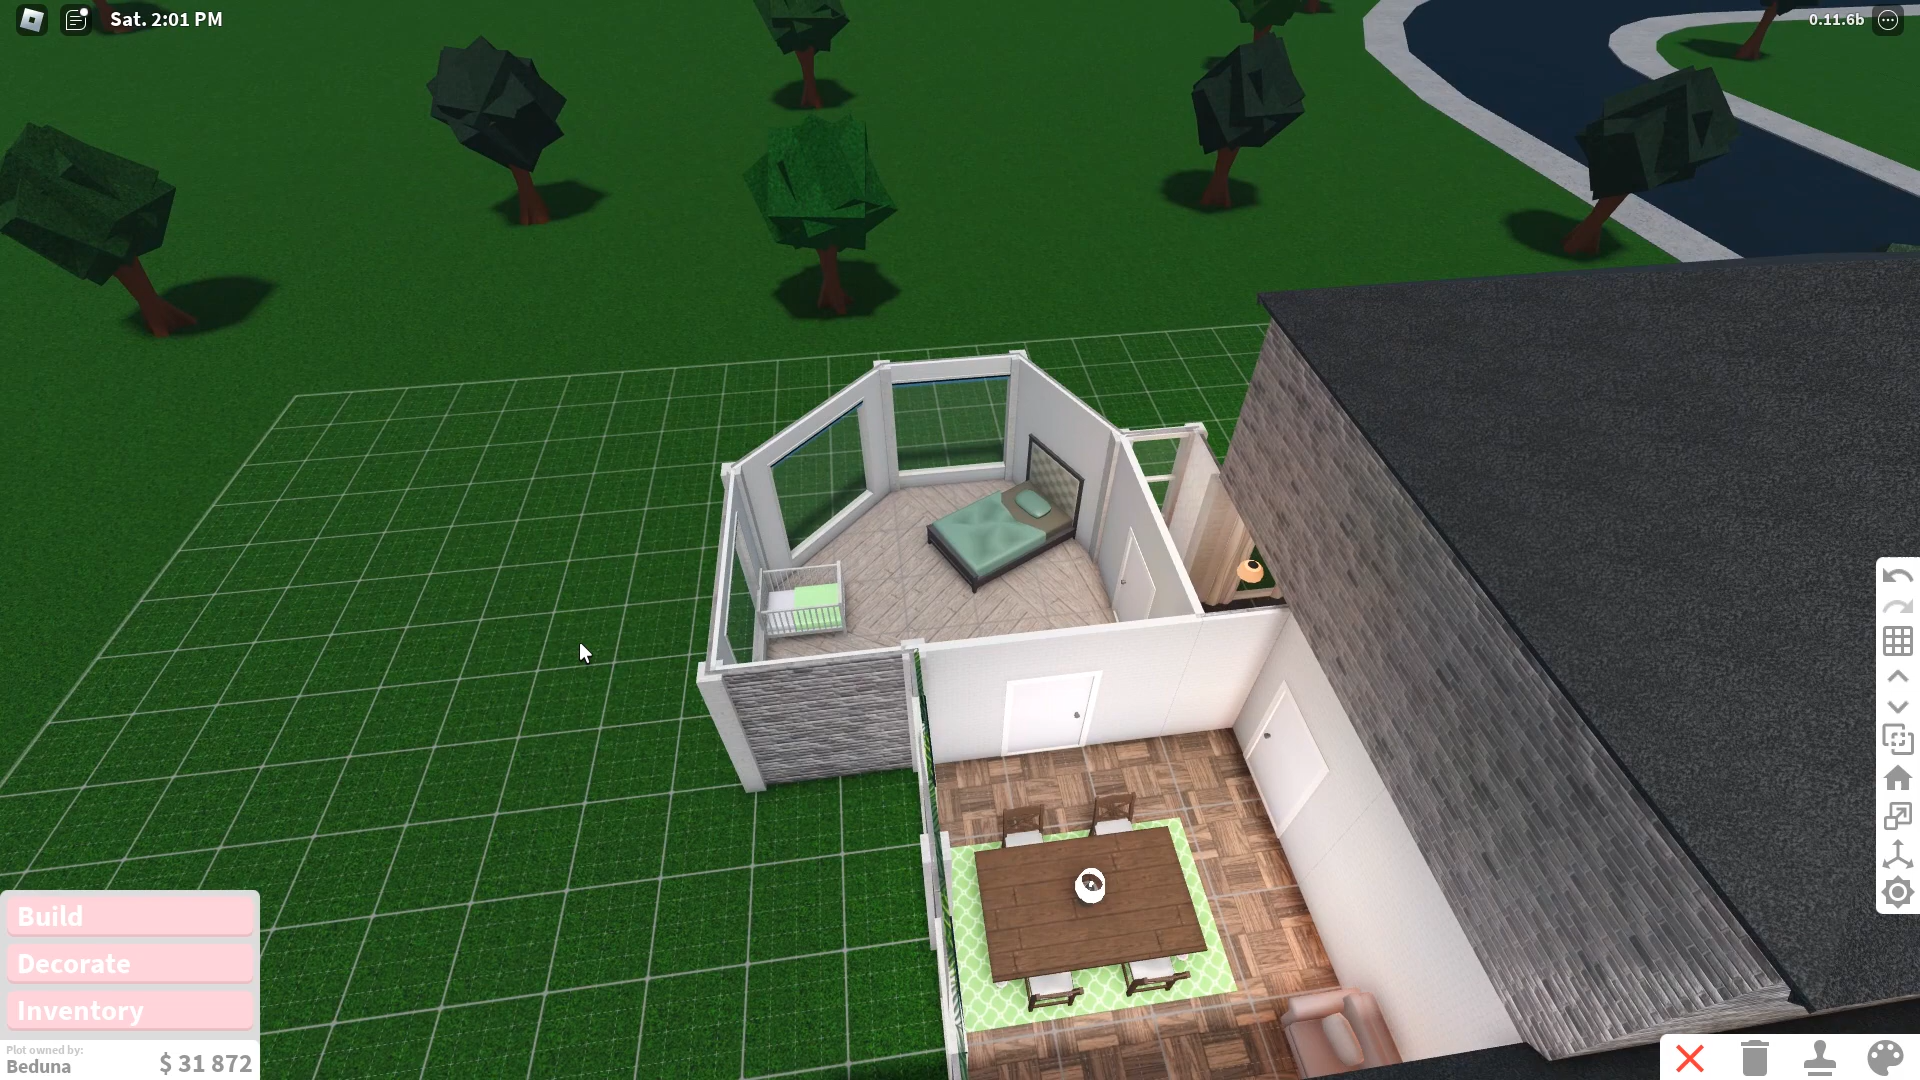 Sat. 2:01 PM
0.11.6b
Build
Decorate
Inventory
Plot owned by:
Beduna
$ 31 872